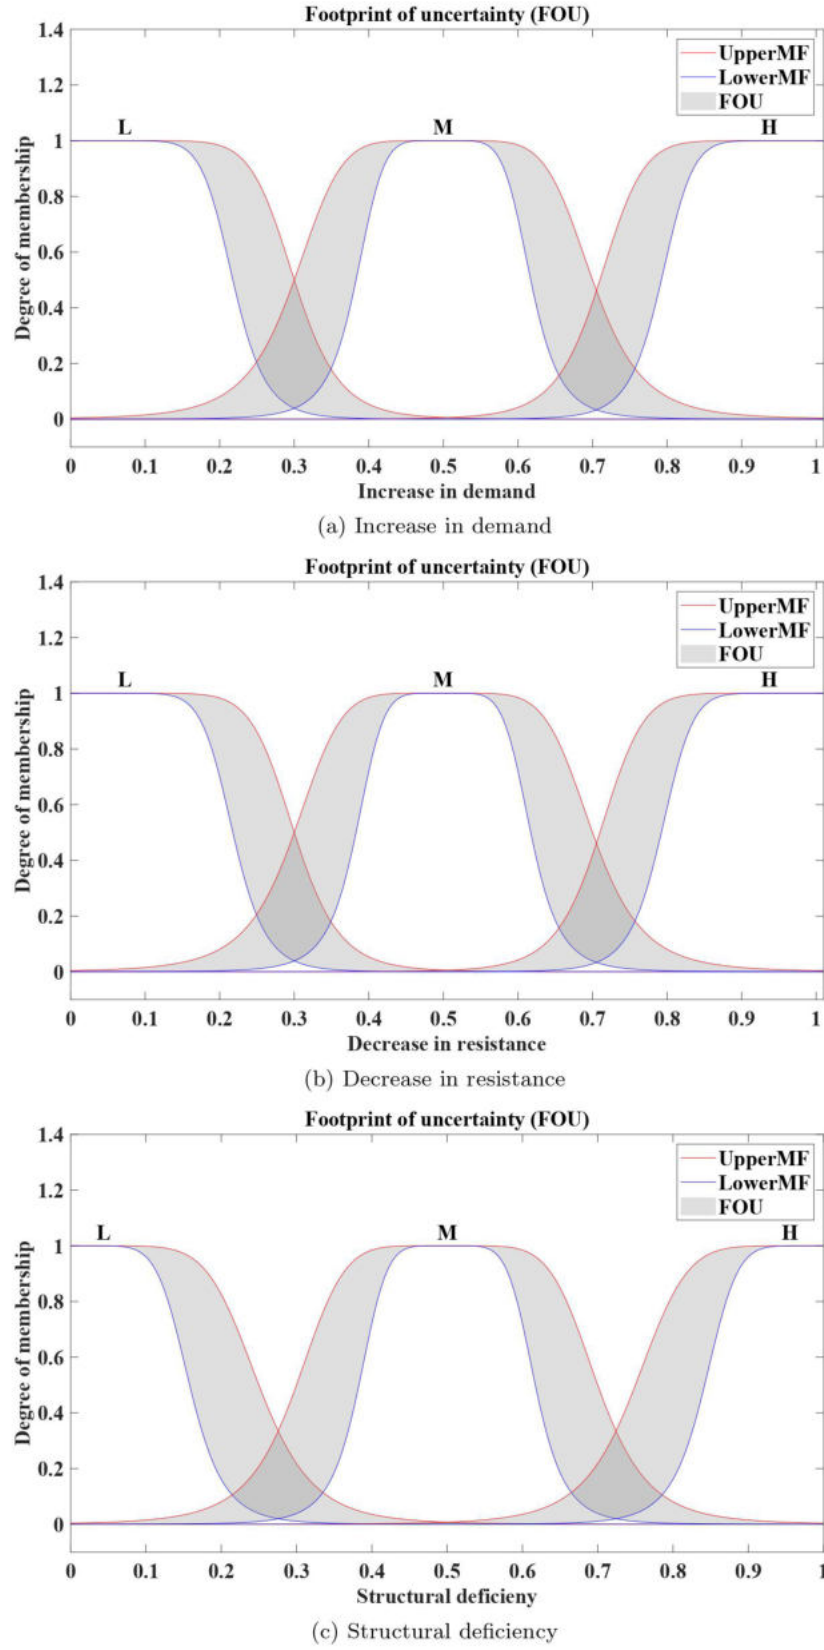 Footprint of uncertainty (FOU)
1.4
1.2
1
0.8
0.6
0.4
0.2
0
Degree of membership
L
M
H
UpperMF
LowerMF
FOU
0 0.1 0.2 0.3 0.4 0.5 0.6 0.7 0.8 0.9 1
Increase in demand
(a) Increase in demand
Footprint of uncertainty (FOU)
1.4
1.2
1
0.8
0.6
0.4
0.2
0
Degree of membership
L
M
H
UpperMF
LowerMF
FOU
0 0.1 0.2 0.3 0.4 0.5 0.6 0.7 0.8 0.9 1
Decrease in resistance
(b) Decrease in resistance
Footprint of uncertainty (FOU)
1.4
1.2
1
0.8
0.6
0.4
0.2
0
Degree of membership
L
M
H
UpperMF
LowerMF
FOU
0 0.1 0.2 0.3 0.4 0.5 0.6 0.7 0.8 0.9 1
Structural deficieny
(c) Structural deficiency